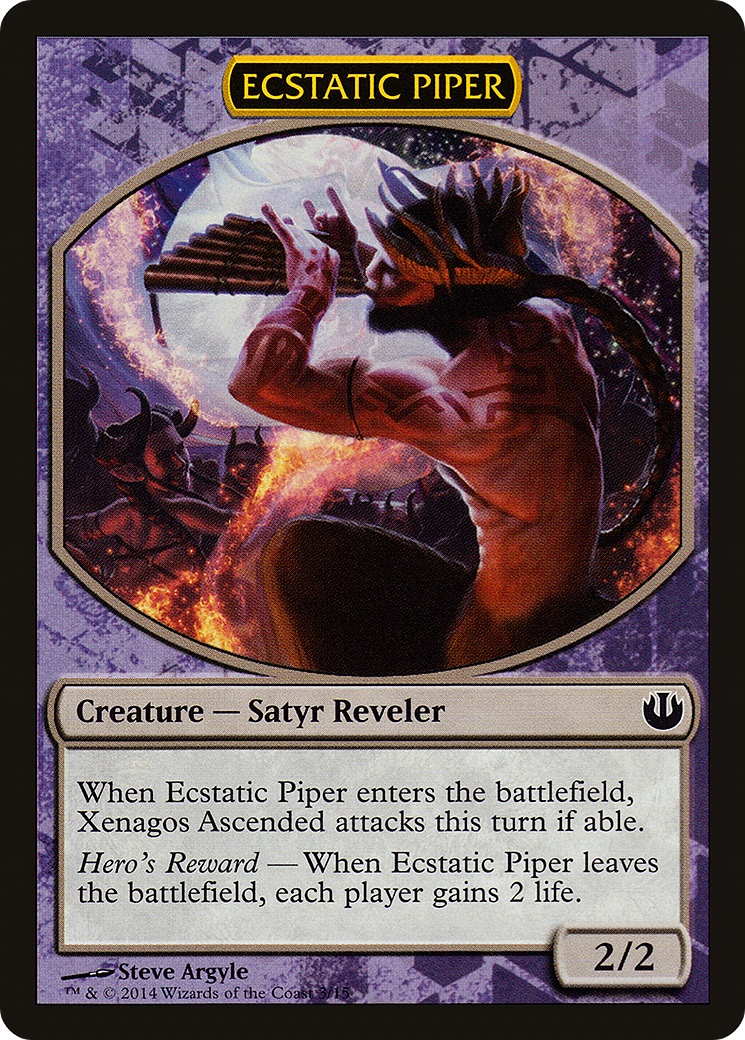 ECSTATIC PIPER
Creature — Satyr Reveler
When Ecstatic Piper enters the battlefield,
Xenagos Ascended attacks this turn if able.
Hero's Reward — When Ecstatic Piper leaves
the battlefield, each player gains 2 life.
2/2
Steve Argyle
™ & © 2014 Wizards of the Coast 3/15